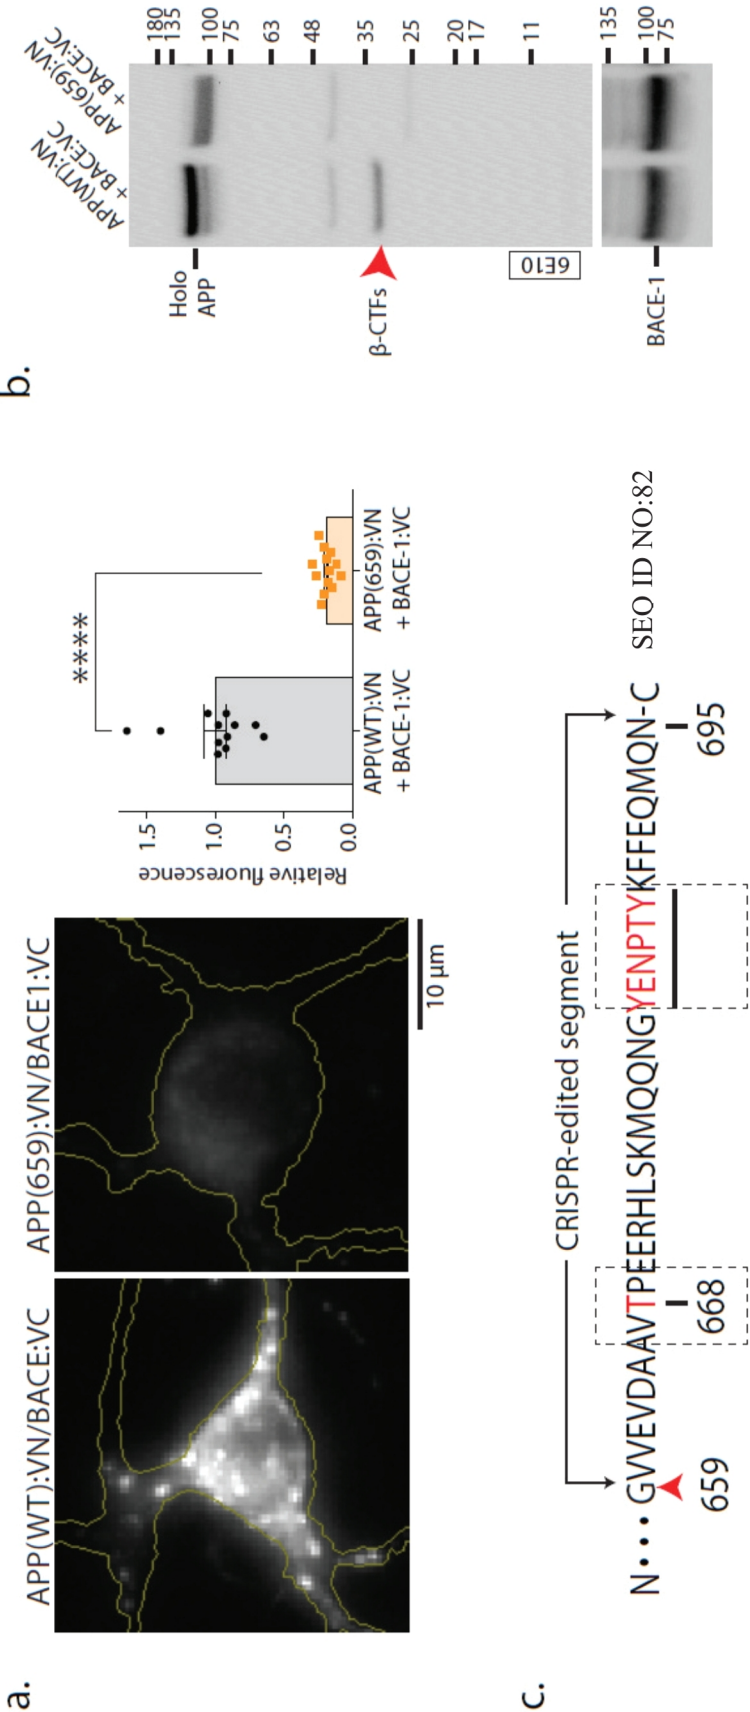 a.
APP(WT):VN/BACE:VC
APP(659):VN/BACE1:VC
10 µm
Relative fluorescence
1.5
1.0
0.5
0.0
****
APP(WT):VN
+ BACE-1:VC
APP(659):VN
+ BACE-1:VC
b.
APP(WT):VN
+ BACE:VC
APP(659):VN
+ BACE:VC
Holo
APP
β-CTFs
6E10
180
135
100
75
63
48
35
25
20
17
11
BACE-1
135
100
75
c.
CRISPR-edited segment
N•••GVVEVDAAVTPEERHLSKMQQNGYENPTYKFFEQMQN-C SEO ID NO:82
659
668
695